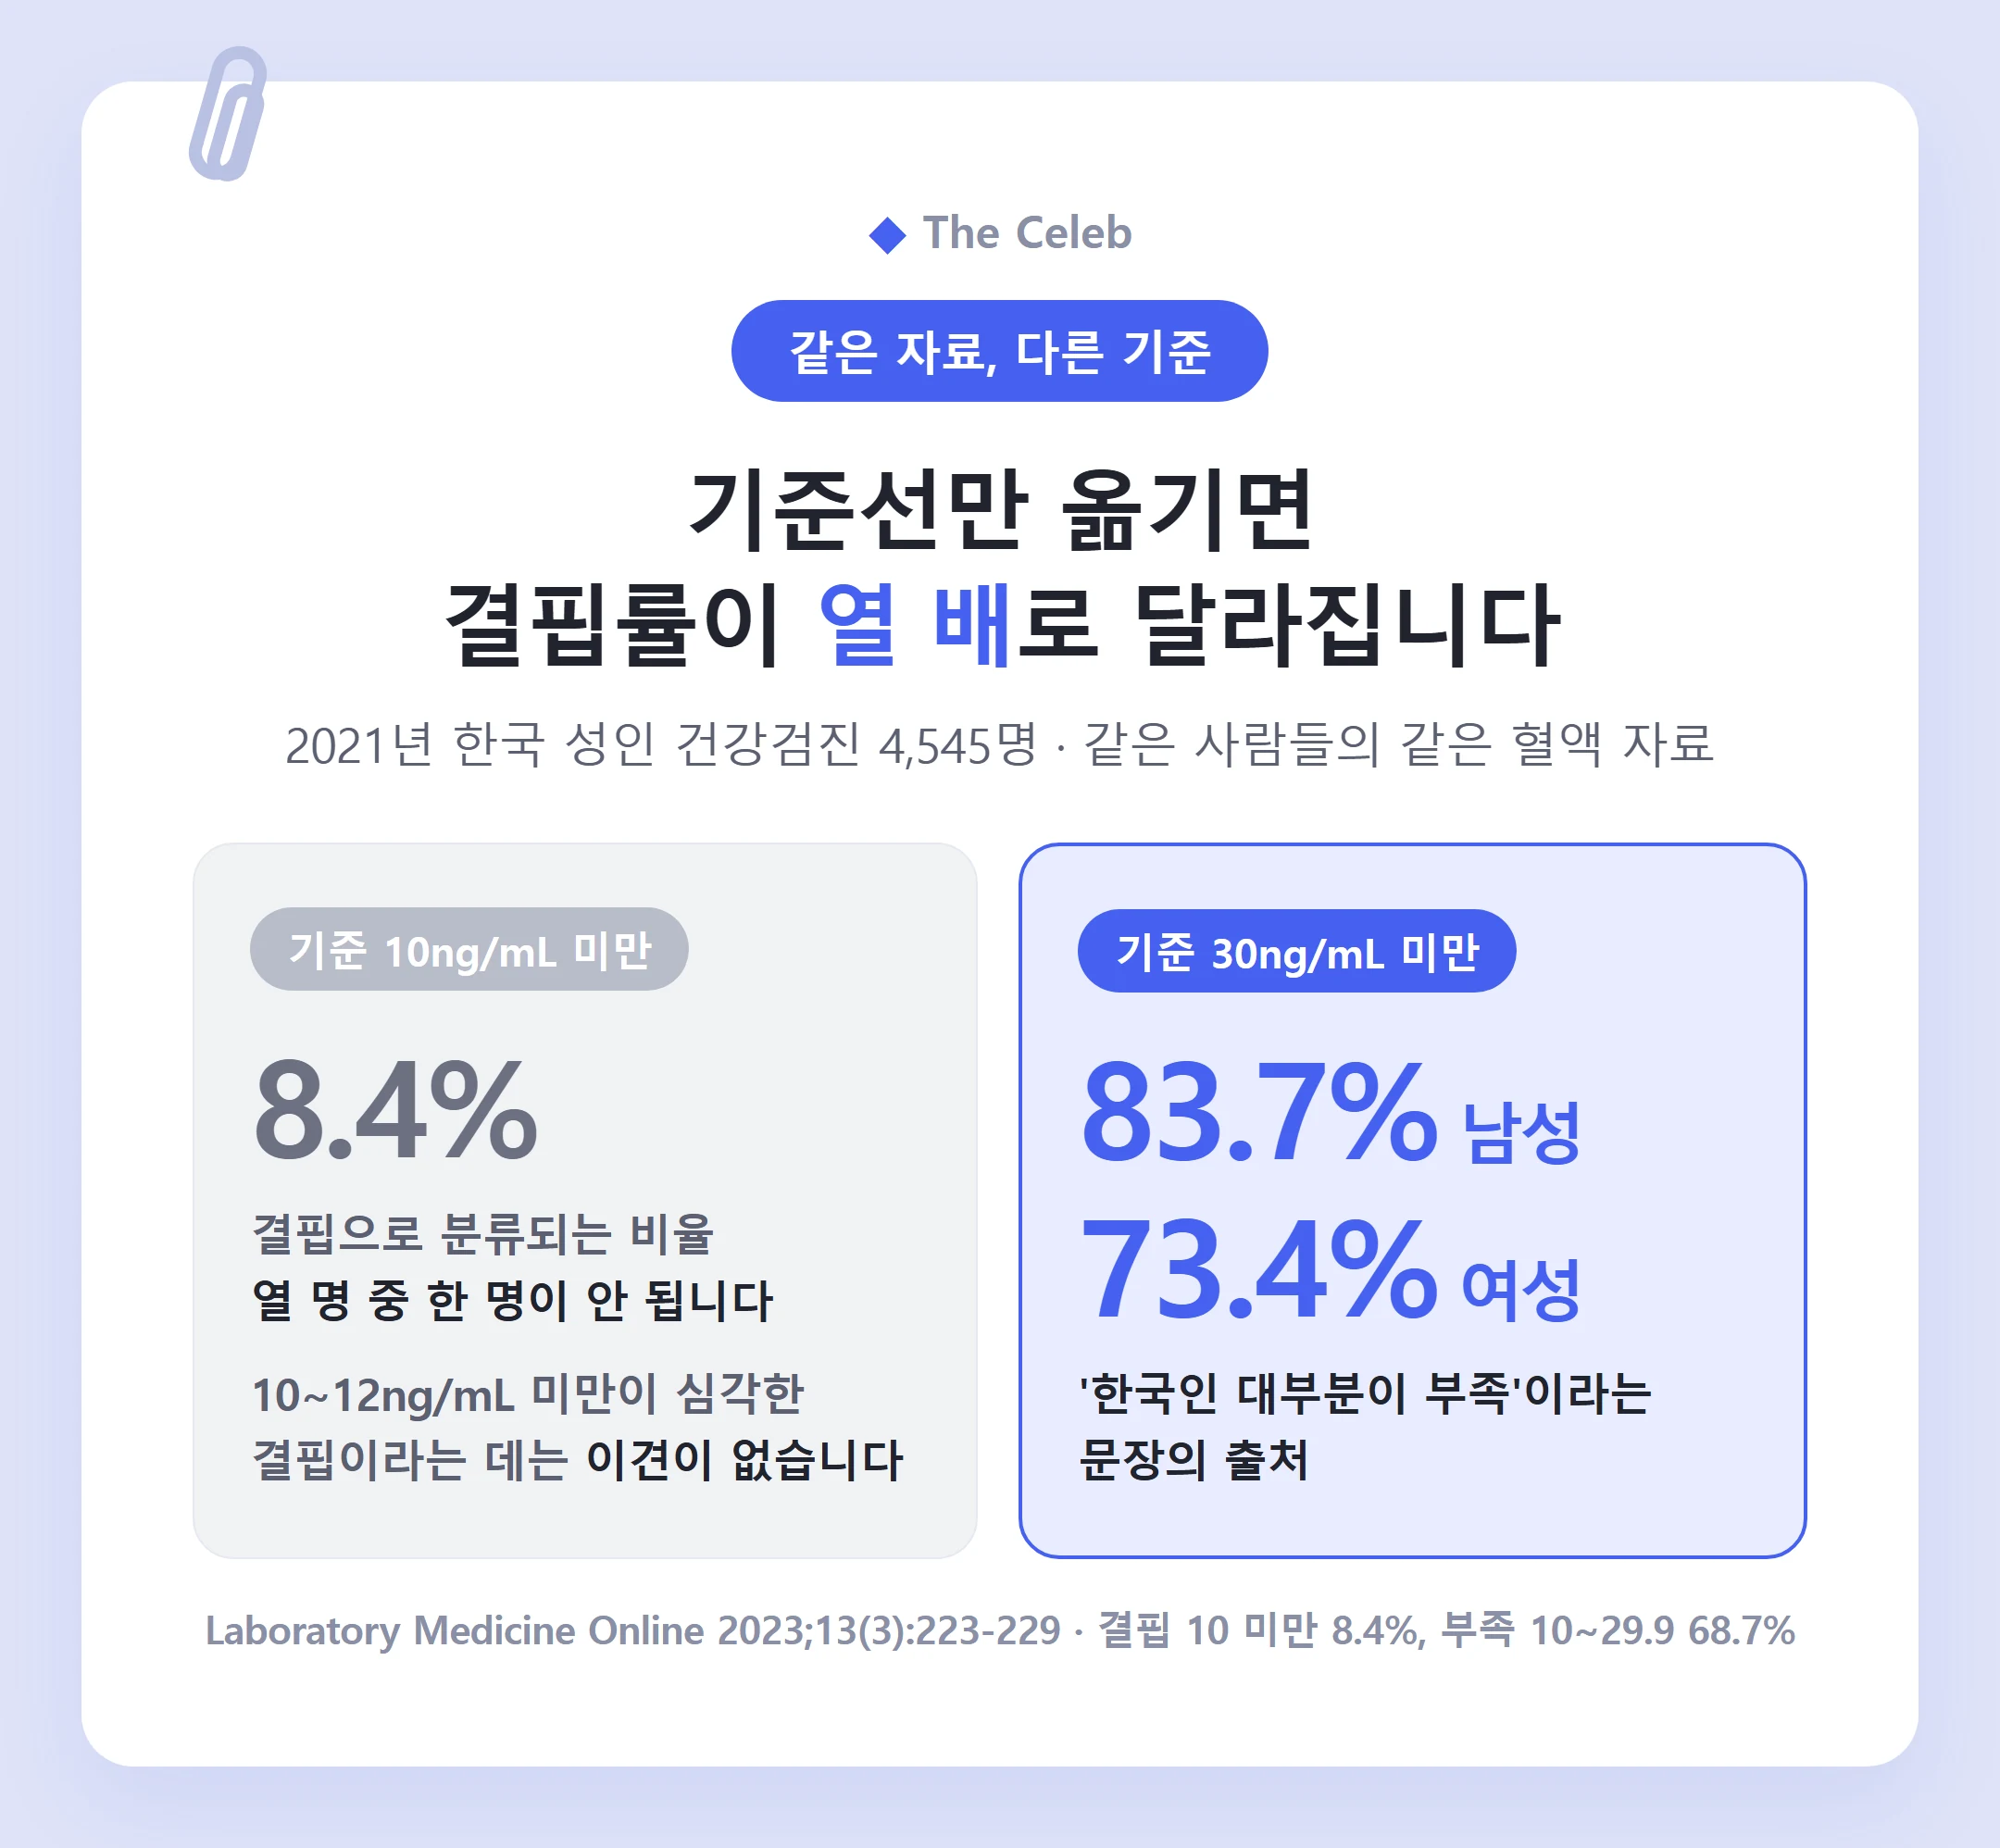 The Celeb
같은 자료, 다른 기준
기준선만 옮기면
결핍률이 열 배로 달라집니다
2021년 한국 성인 건강검진 4,545명 · 같은 사람들의 같은 혈액 자료
기준 10ng/mL 미만
8.4%
결핍으로 분류되는 비율
열 명 중 한 명이 안 됩니다
10~12ng/mL 미만이 심각한
결핍이라는 데는 이견이 없습니다
기준 30ng/mL 미만
83.7% 남성
73.4% 여성
'한국인 대부분이 부족'이라는
문장의 출처
Laboratory Medicine Online 2023;13(3):223-229 · 결핍 10 미만 8.4%, 부족 10~29.9 68.7%